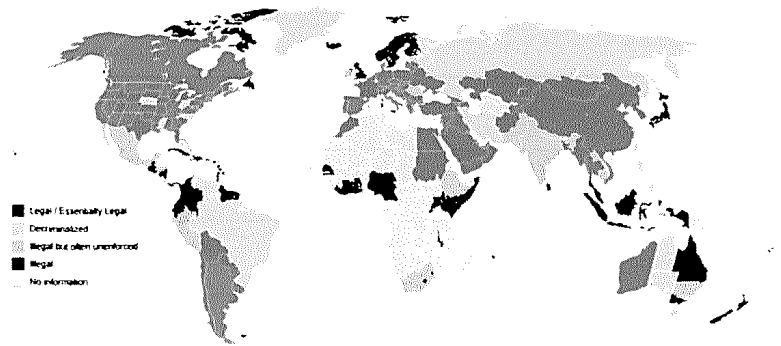 Legal / Essentially Legal
Decriminalized
Illegal but often unenforced
Illegal
No information